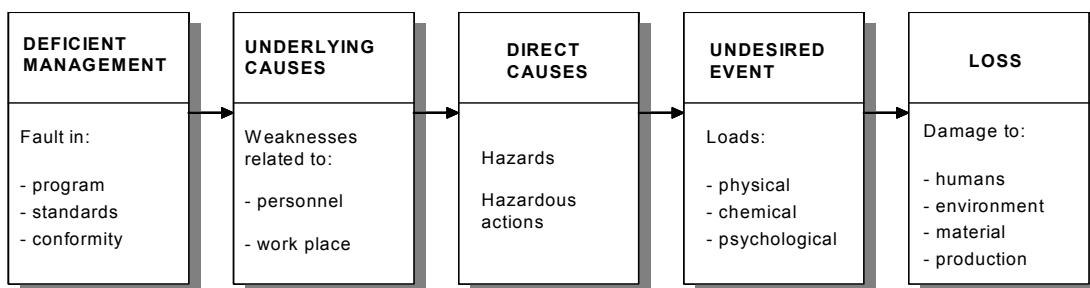 DEFICIENT
MANAGEMENT
Fault in:
- program
- standards
- conformity
UNDERLYING
CAUSES
Weaknesses
related to:
- personnel
- work place
DIRECT
CAUSES
Hazards
Hazardous
actions
UNDESIRED
EVENT
Loads:
- physical
- chemical
- psychological
LOSS
Damage to:
- humans
- environment
- material
- production